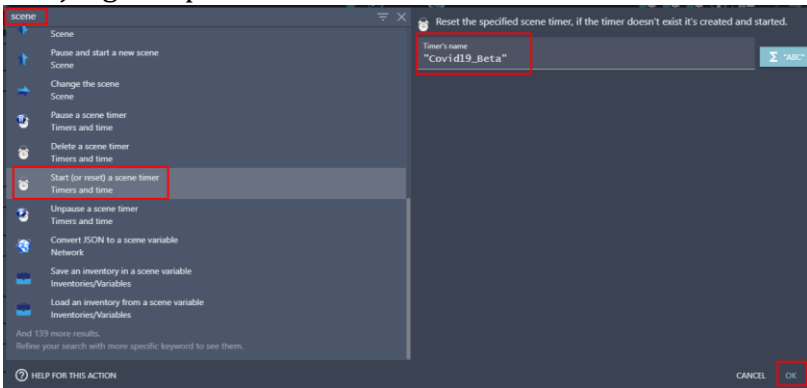 scene
Scene
Pause and start a new scene
Scene
Change the scene
Scene
Pause a scene timer
Timers and time
Delete a scene timer
Timers and time
Start (or reset) a scene timer
Timers and time
Unpause a scene timer
Timers and time
Convert JSON to a scene variable
Network
Save an inventory in a scene variable
Inventories/Variables
Load an inventory from a scene variable
Inventories/Variables
And 139 more results.
Refine your search with more specific keyword to see them.
HELP FOR THIS ACTION
Reset the specified scene timer, if the timer doesn't exist it's created and started.
Timer's name
"Covid19_Beta"
Σ "ABC"
CANCEL
OK